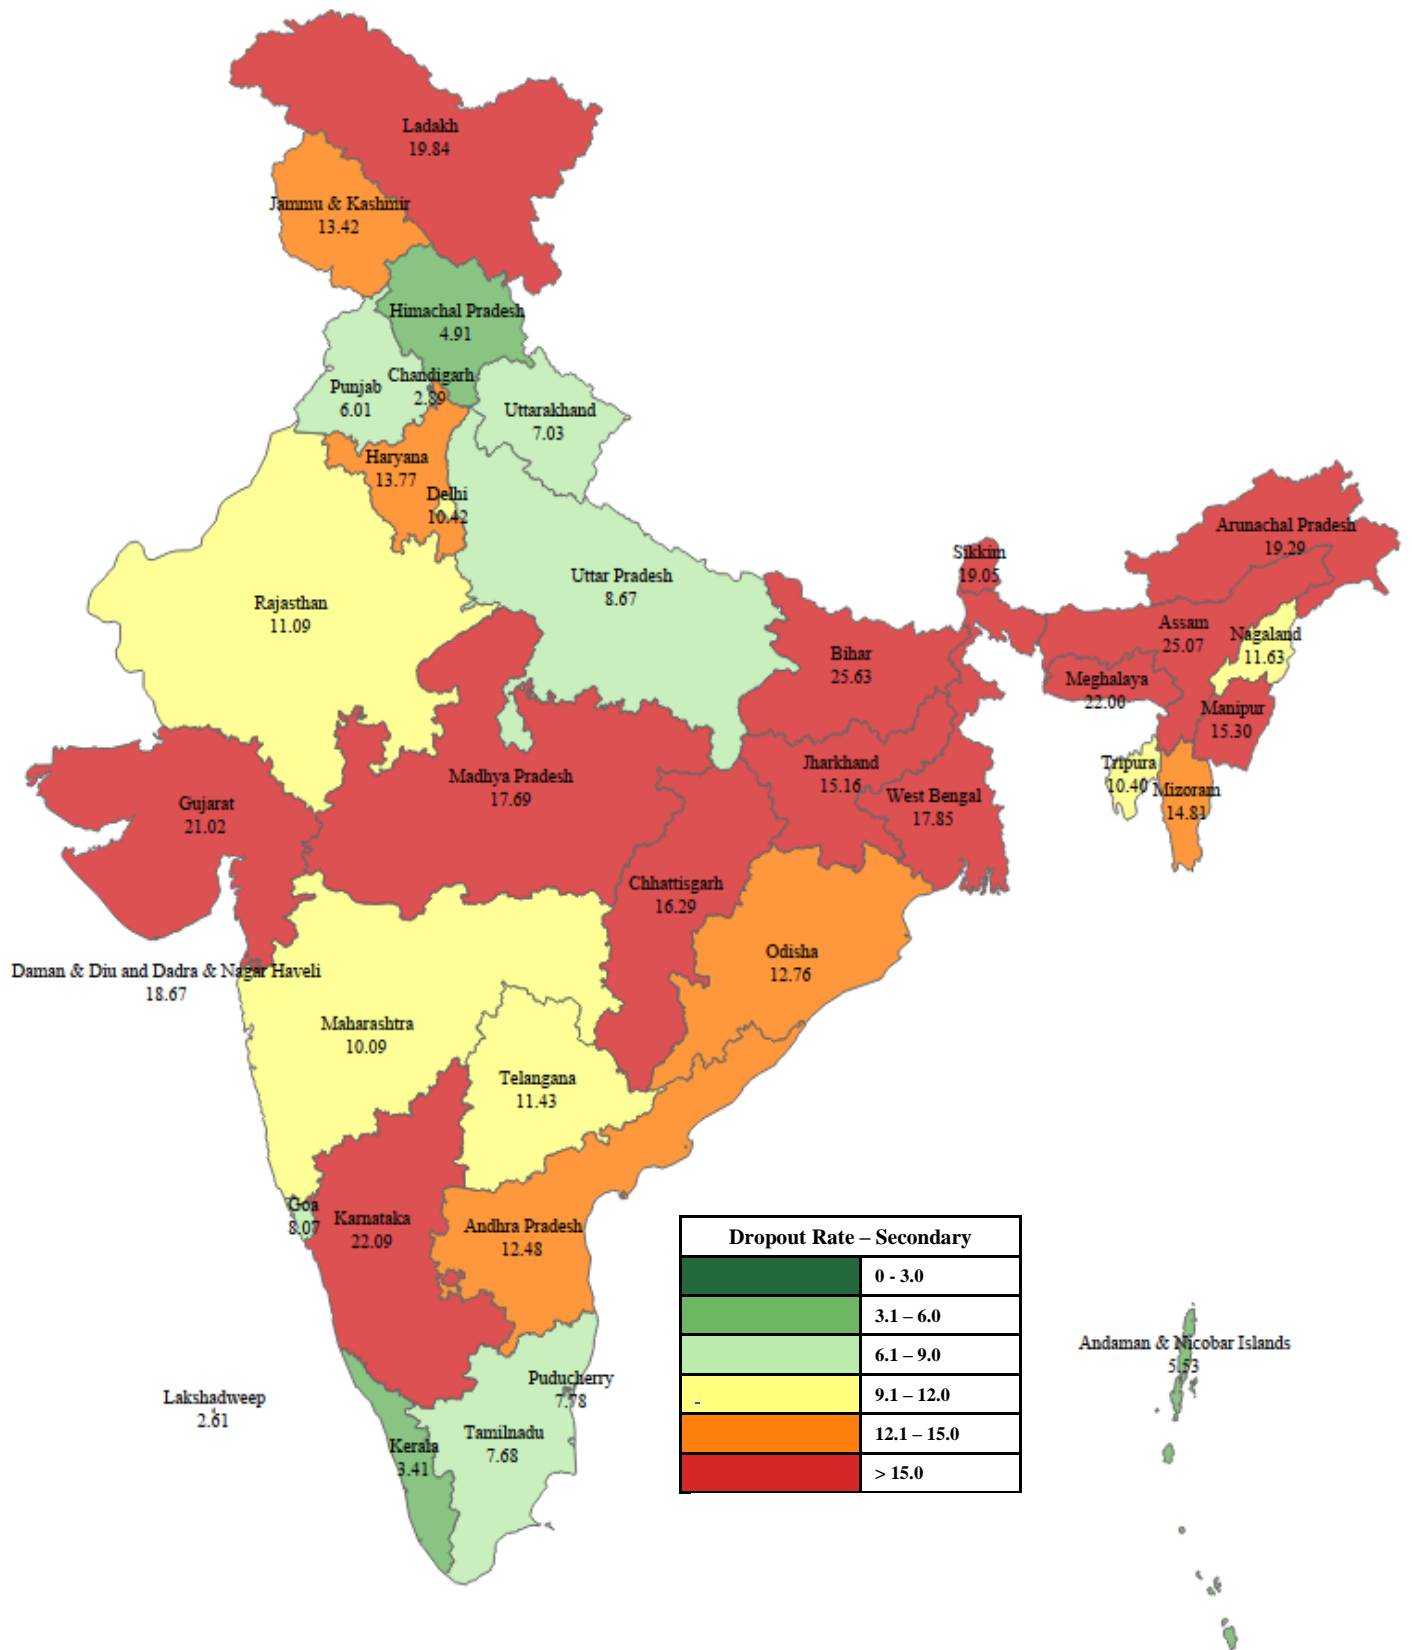 Ladakh
19.84
Jammu & Kashmir
13.42
Himachal Pradesh
4.91
Chandigarh
2.89
Punjab
6.01
Uttarakhand
7.03
Haryana
13.77
Delhi
10.42
Arunachal Pradesh
19.29
Sikkim
19.05
Uttar Pradesh
8.67
Rajasthan
11.09
Assam
25.07
Nagaland
11.63
Bihar
25.63
Meghalaya
22.00
Manipur
15.30
Tripura
10.40
Mizoram
14.81
Jharkhand
15.16
Madhya Pradesh
17.69
West Bengal
17.85
Gujarat
21.02
Chhattisgarh
16.29
Odisha
12.76
Daman & Diu and Dadra & Nagar Haveli
18.67
Maharashtra
10.09
Telangana
11.43
Goa
8.07
Karnataka
22.09
Andhra Pradesh
12.48
Dropout Rate – Secondary
0 - 3.0
3.1 – 6.0
6.1 – 9.0
9.1 – 12.0
12.1 – 15.0
> 15.0
Andaman & Nicobar Islands
5.53
Puducherry
7.78
Lakshadweep
2.61
Tamilnadu
7.68
Kerala
3.41